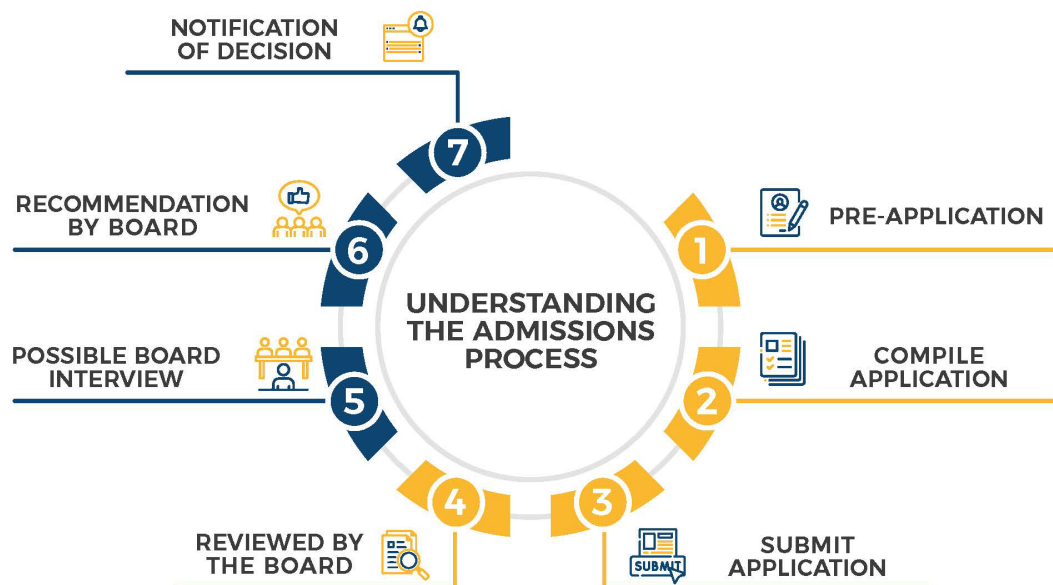 UNDERSTANDING
THE ADMISSIONS
PROCESS
1
PRE-APPLICATION
2
COMPILE
APPLICATION
3
SUBMIT
SUBMIT
APPLICATION
4
REVIEWED BY
THE BOARD
5
POSSIBLE BOARD
INTERVIEW
6
RECOMMENDATION
BY BOARD
7
NOTIFICATION
OF DECISION